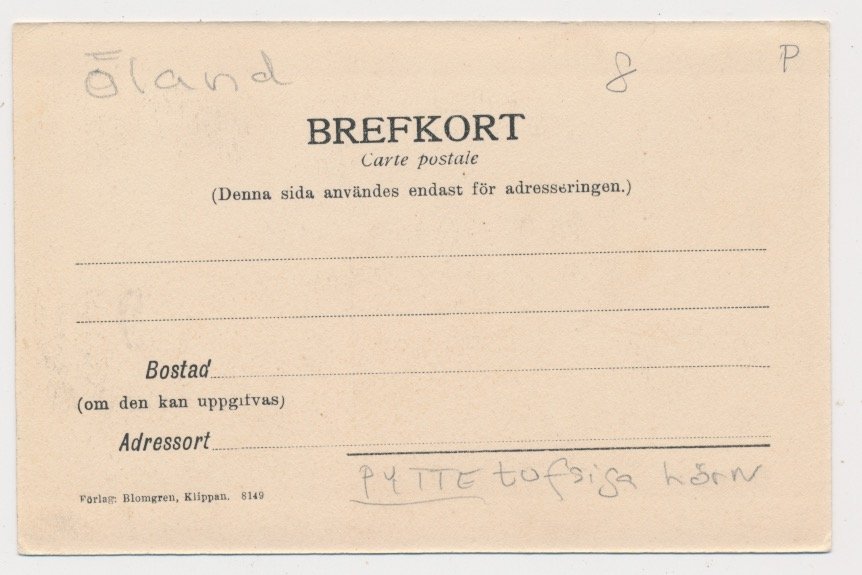 Öland 8 P
BREFKORT
Carte postale
(Denna sida användes endast för adresseringen.)
Bostad
(om den kan uppgifvas)
Adressort
PYTTE tufsiga hörn
Förlag: Blomgren, Klippan. 8149